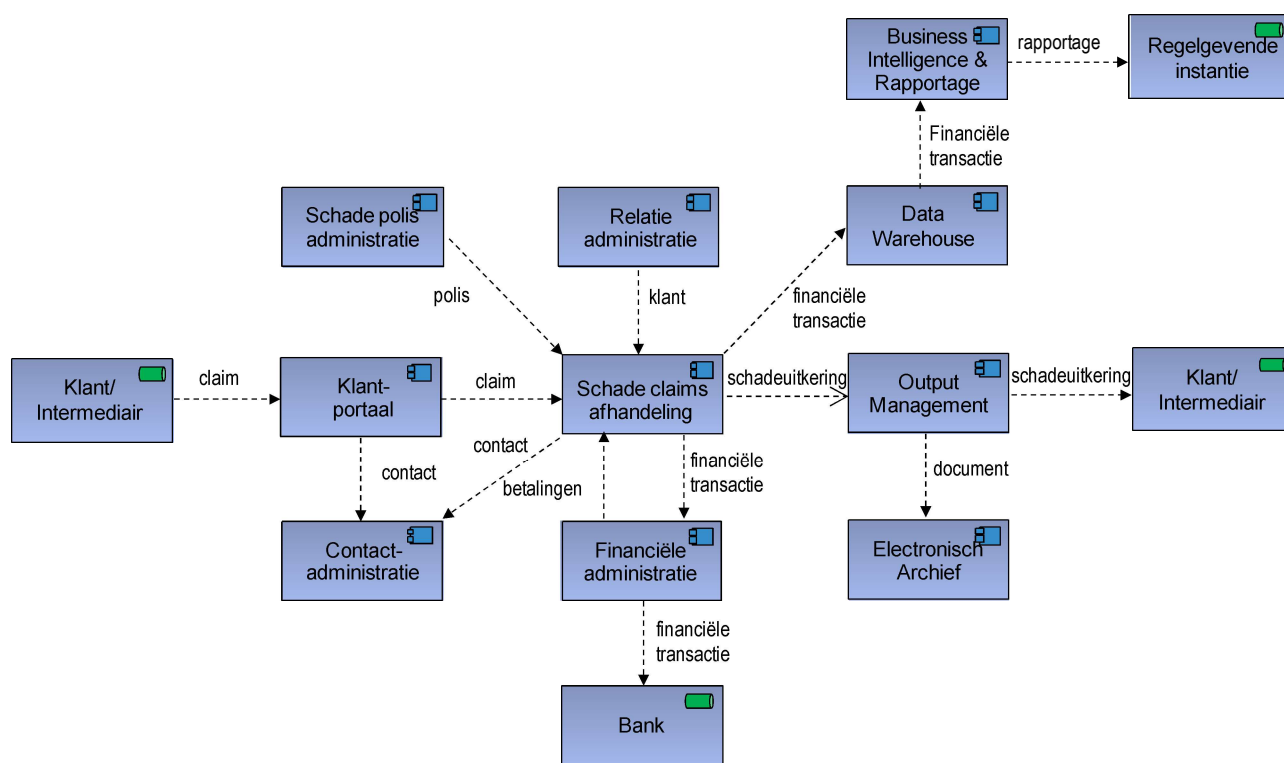 Business
Intelligence &
Rapportage
rapportage
Regelgevende
instantie
Financiële
transactie
Schade polis
administratie
Relatie
administratie
Data
Warehouse
polis
klant
financiële
transactie
Klant/
Intermediair
claim
Klant-
portaal
claim
Schade claims
afhandeling
schadeuitkering
Output
Management
schadeuitkering
Klant/
Intermediair
contact
contact
betalingen
financiële
transactie
document
Contact-
administratie
Financiële
administratie
Electronisch
Archief
financiële
transactie
Bank